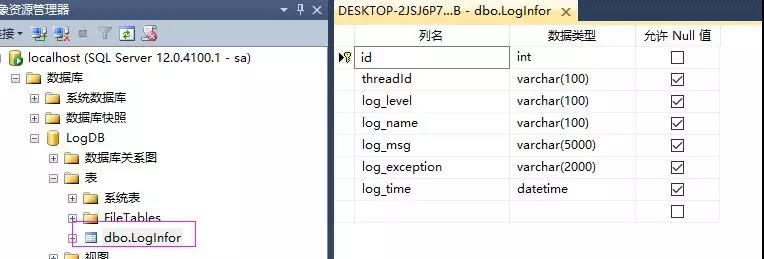 象资源管理器
连接
localhost (SQL Server 12.0.4100.1 - sa)
数据库
系统数据库
数据库快照
LogDB
数据库关系图
表
系统表
FileTables
dbo.LogInfor
视图
DESKTOP-2JSJ6P7...B - dbo.LogInfor
列名 数据类型 允许 Null 值
id int
threadId varchar(100)
log_level varchar(100)
log_name varchar(100)
log_msg varchar(5000)
log_exception varchar(2000)
log_time datetime